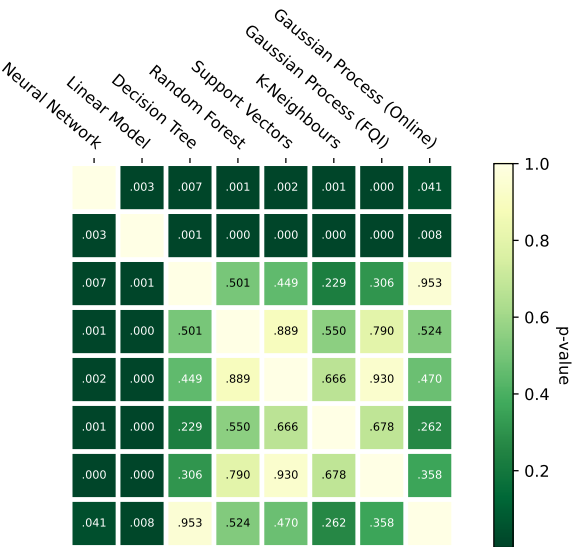 Neural Network
Linear Model
Decision Tree
Random Forest
Support Vectors
K-Neighbours
Gaussian Process (FQI)
Gaussian Process (Online)
.003 .007 .001 .002 .001 .000 .041
.003 .001 .000 .000 .000 .000 .008
.007 .001 .501 .449 .229 .306 .953
.001 .000 .501 .889 .550 .790 .524
.002 .000 .449 .889 .666 .930 .470
.001 .000 .229 .550 .666 .678 .262
.000 .000 .306 .790 .930 .678 .358
.041 .008 .953 .524 .470 .262 .358
1.0
0.8
0.6
0.4
0.2
p-value